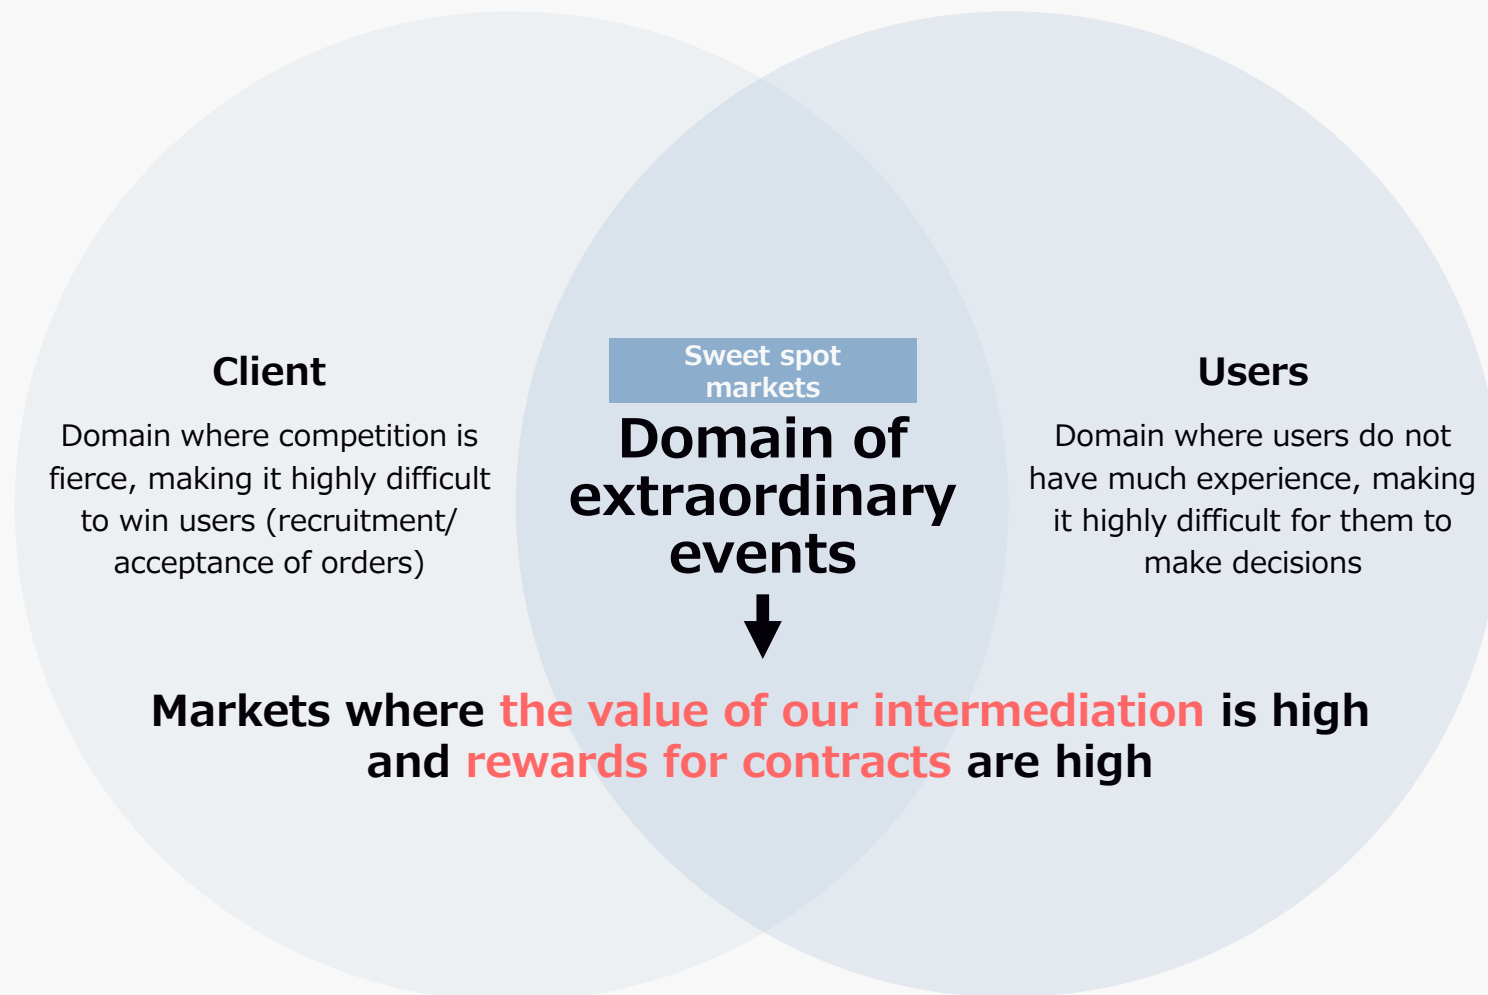 Client
Domain where competition is
fierce, making it highly difficult
to win users (recruitment/
acceptance of orders)
Sweet spot
markets
Domain of
extraordinary
events
Users
Domain where users do not
have much experience, making
it highly difficult for them to
make decisions
Markets where the value of our intermediation is high
and rewards for contracts are high